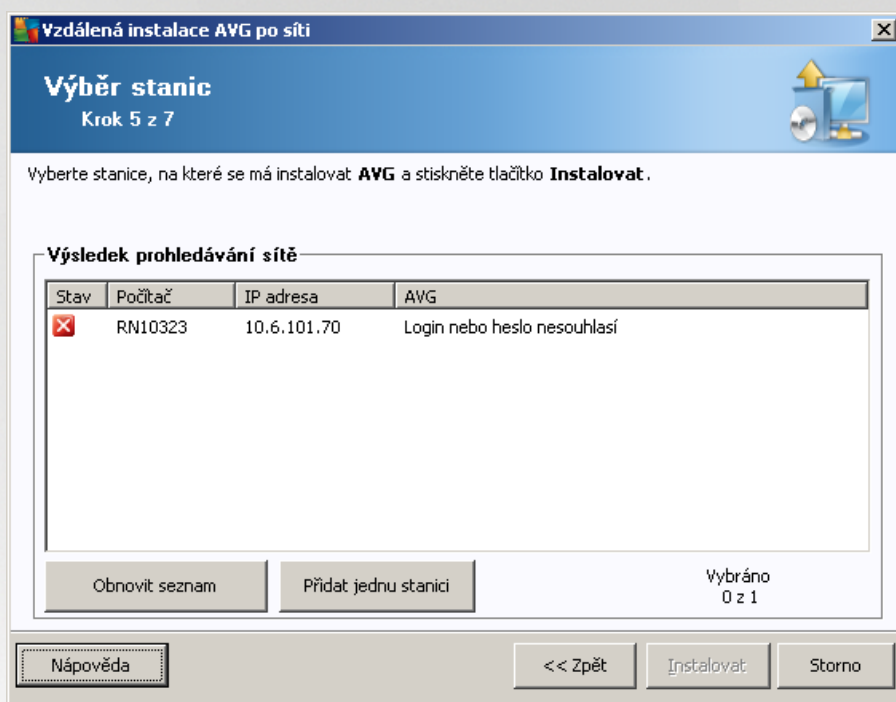 Vzdálená instalace AVG po síti
Výběr stanic
Krok 5 z 7
Vyberte stanice, na které se má instalovat AVG a stiskněte tlačítko Instalovat.
Výsledek prohledávání sítě
Stav Počítač IP adresa AVG
RN10323 10.6.101.70 Login nebo heslo nesouhlasí
Obnovit seznam Přidat jednu stanici Vybráno
0 z 1
Nápověda << Zpět Instalovat Storno